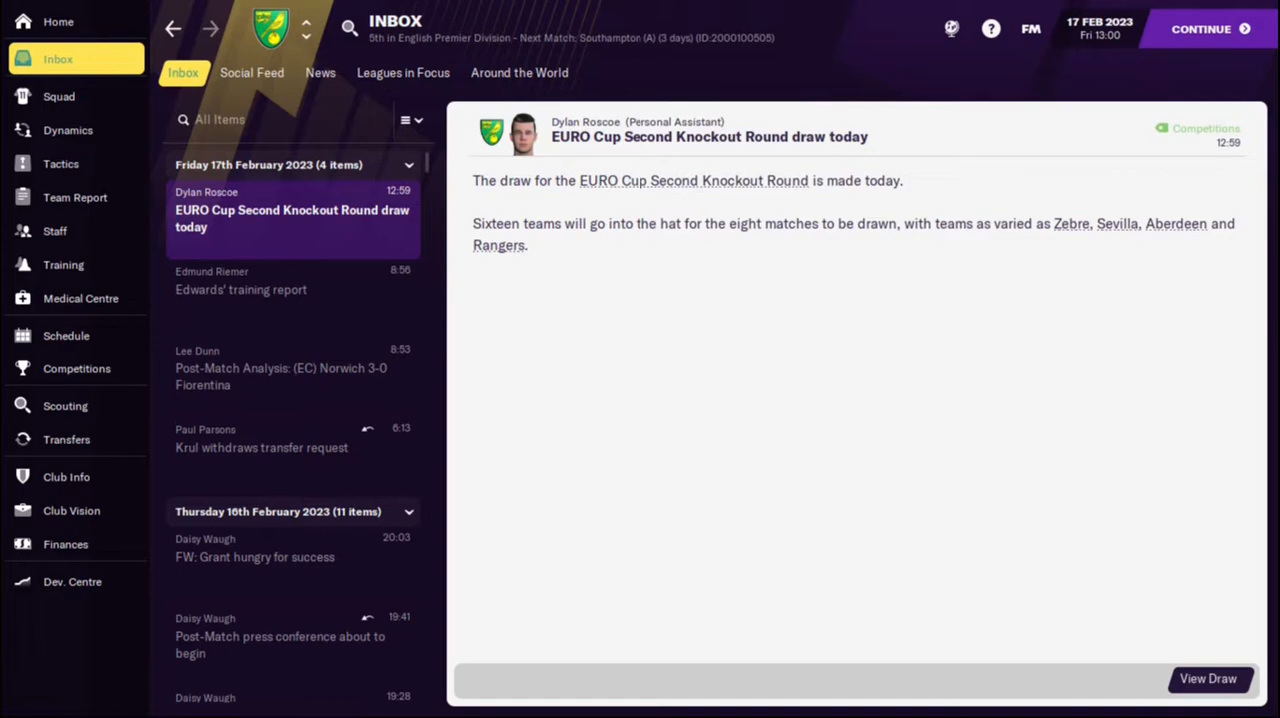 Home
Inbox
Squad
Dynamics
Tactics
Team Report
Staff
Training
Medical Centre
Schedule
Competitions
Scouting
Transfers
Club Info
Club Vision
Finances
Dev. Centre
INBOX
5th in English Premier Division - Next Match: Southampton (A) (3 days) (ID:2000100505)
?
FM
17 FEB 2023
Fri 13:00
CONTINUE
Inbox
Social Feed
News
Leagues in Focus
Around the World
All Items
Friday 17th February 2023 (4 items)
Dylan Roscoe 12:59
EURO Cup Second Knockout Round draw
today
Edmund Riemer 8:56
Edwards' training report
Lee Dunn 8:53
Post-Match Analysis: (EC) Norwich 3-0
Fiorentina
Paul Parsons 6:13
Krul withdraws transfer request
Thursday 16th February 2023 (11 items)
Daisy Waugh 20:03
FW: Grant hungry for success
Daisy Waugh 19:41
Post-Match press conference about to
begin
Daisy Waugh 19:28
Dylan Roscoe (Personal Assistant)
EURO Cup Second Knockout Round draw today
Competitions
12:59
The draw for the EURO Cup Second Knockout Round is made today.
Sixteen teams will go into the hat for the eight matches to be drawn, with teams as varied as Zebre, Sevilla, Aberdeen and
Rangers.
View Draw